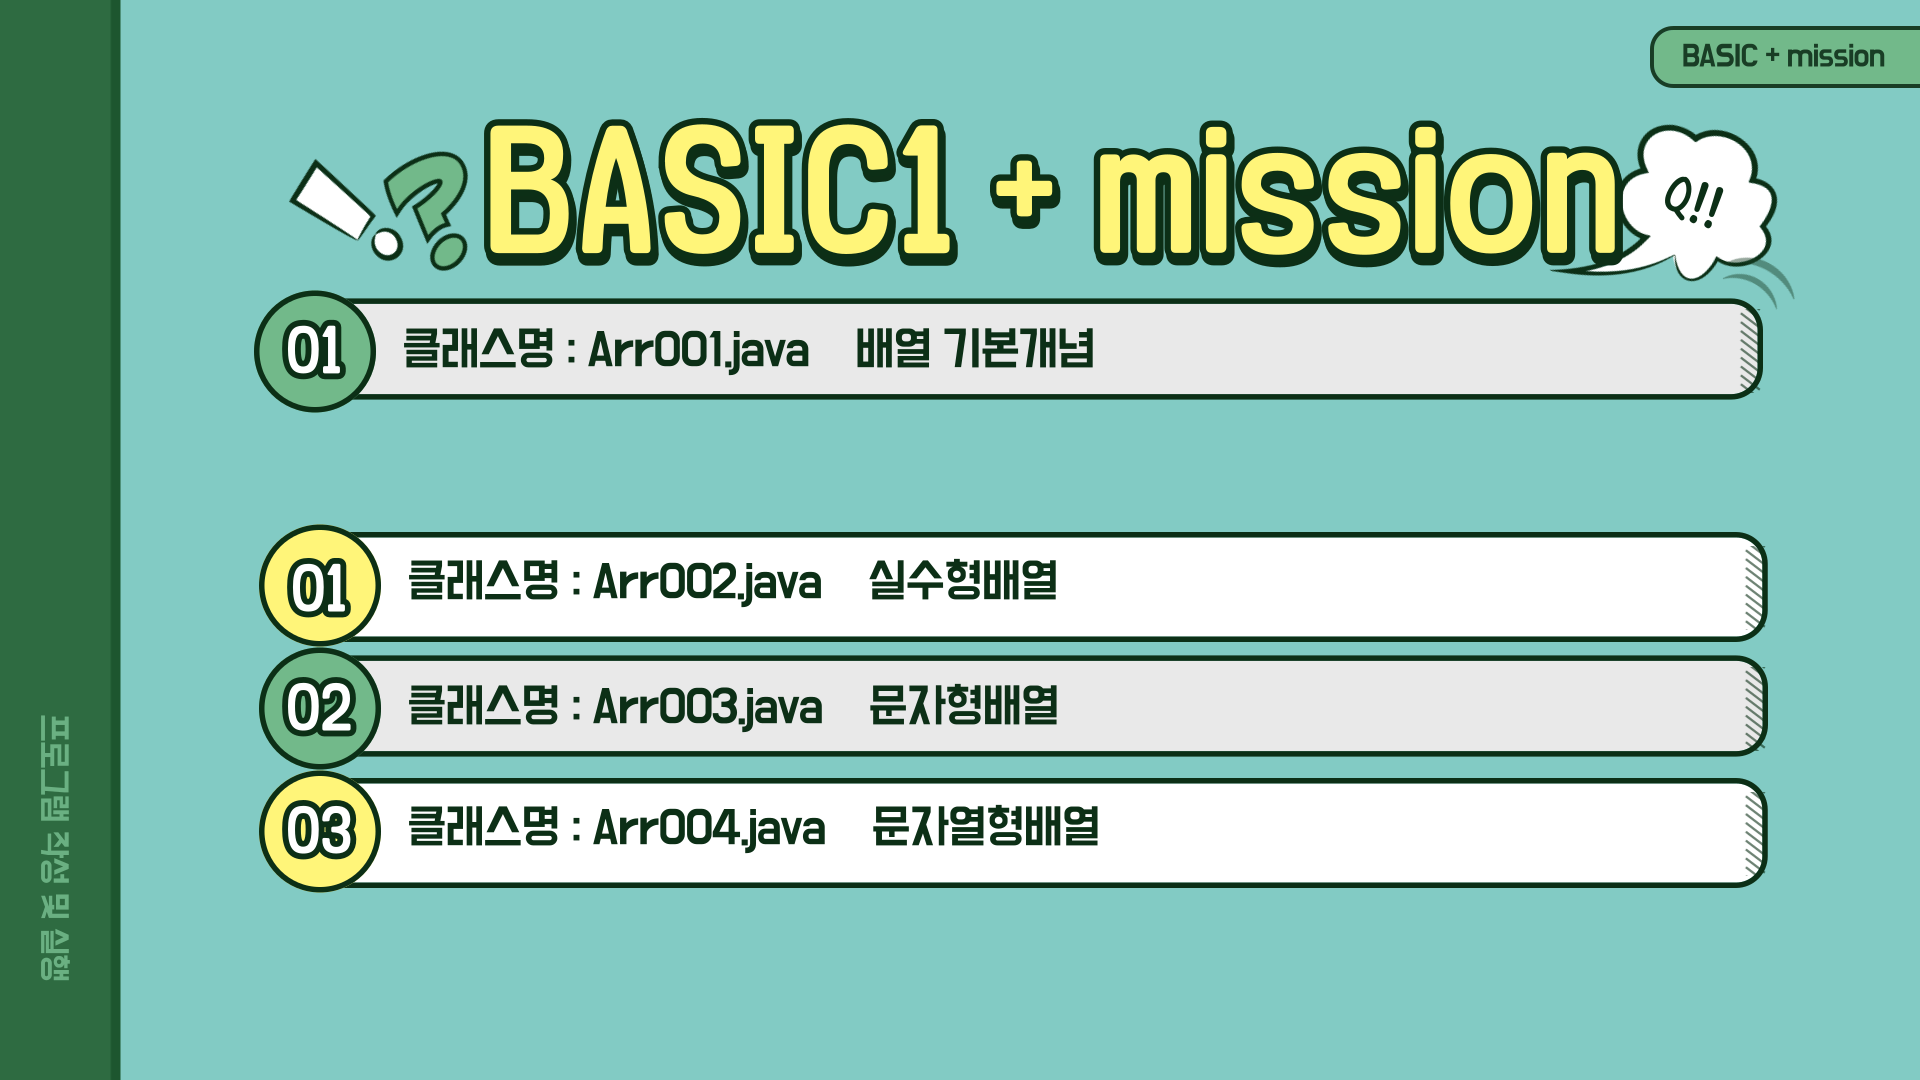 BASIC + mission
!?
BASIC1 + mission
Q!!
01 클래스명 : Arr001.java 배열 기본개념
01 클래스명 : Arr002.java 실수형배열
02 클래스명 : Arr003.java 문자형배열
03 클래스명 : Arr004.java 문자열형배열
프로그램 작성 및 실행